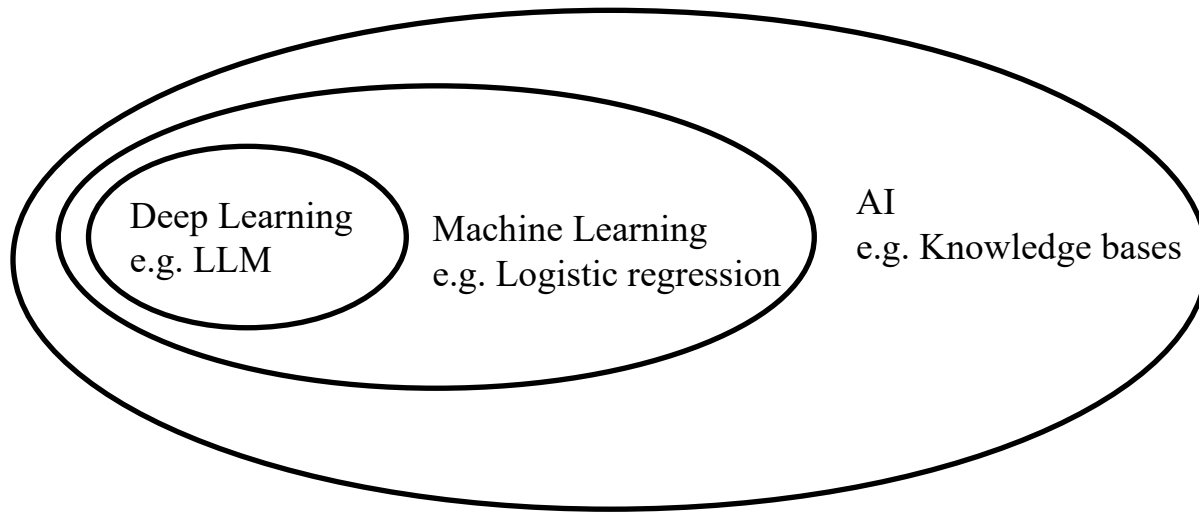 Deep Learning
e.g. LLM
Machine Learning
e.g. Logistic regression
AI
e.g. Knowledge bases